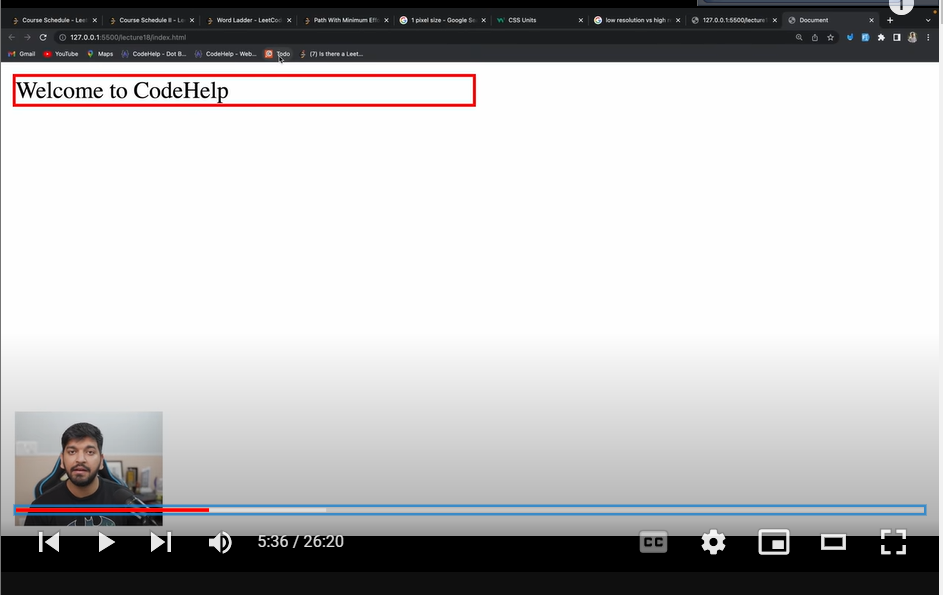 Course Schedule - Leet
Course Schedule II - Le
Word Ladder - LeetCod
Path With Minimum Eff
1 pixel size - Google Se
CSS Units
low resolution vs high r
127.0.0.1:5500/lecture1
Document
127.0.0.1:5500/lecture18/index.html
Gmail
YouTube
Maps
CodeHelp - Dot B...
CodeHelp - Web...
Todo
(7) Is there a Leet...
Welcome to CodeHelp
5:36 / 26:20
CC